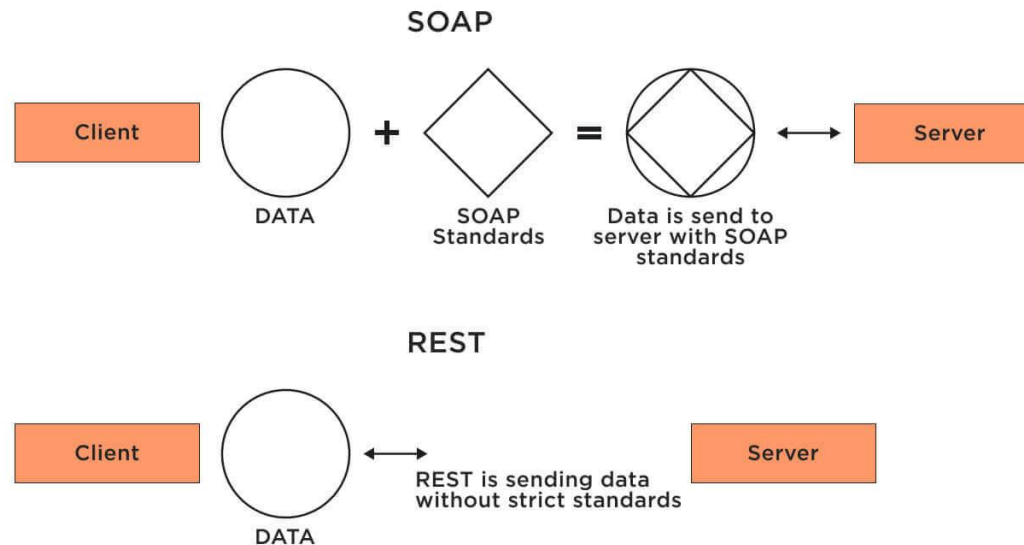 SOAP
Client
+
=
Server
DATA
SOAP
Standards
Data is send to
server with SOAP
standards
REST
Client
Server
REST is sending data
without strict standards
DATA